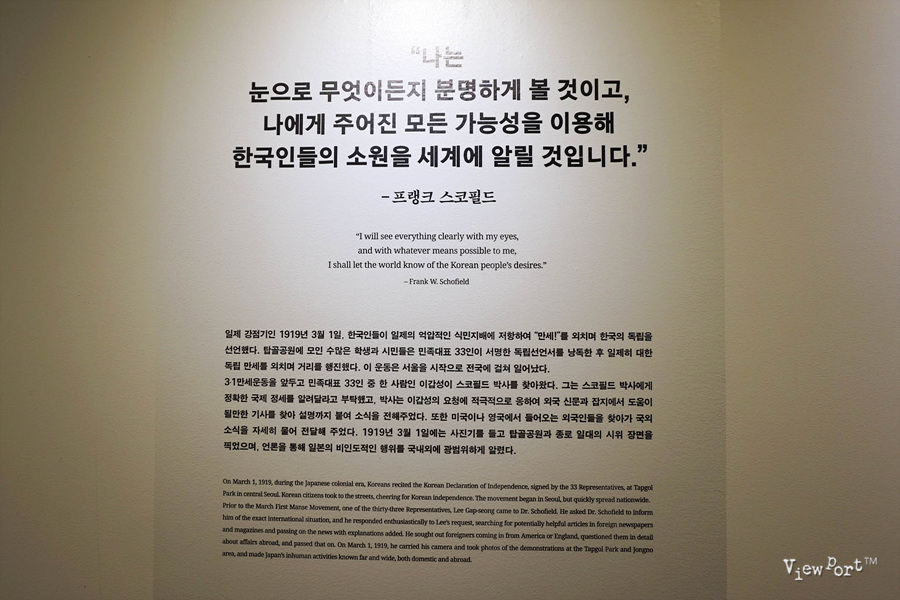 “나는
눈으로 무엇이든지 분명하게 볼 것이고,
나에게 주어진 모든 가능성을 이용해
한국인들의 소원을 세계에 알릴 것입니다.”
– 프랭크 스코필드
“I will see everything clearly with my eyes,
and with whatever means possible to me,
I shall let the world know of the Korean people’s desires.”
– Frank W. Schofield
일제 강점기인 1919년 3월 1일, 한국인들이 일제의 억압적인 식민지배에 저항하여 “만세!”를 외치며 한국의 독립을
선언했다. 탑골공원에 모인 수많은 학생과 시민들은 민족대표 33인이 서명한 독립선언서를 낭독한 후 일제히 대한
독립 만세를 외치며 거리를 행진했다. 이 운동은 서울을 시작으로 전국에 걸쳐 일어났다.
3·1만세운동을 앞두고 민족대표 33인 중 한 사람인 이갑성이 스코필드 박사를 찾아왔다. 그는 스코필드 박사에게
정확한 국제 정세를 알려달라고 부탁했고, 박사는 이갑성의 요청에 적극적으로 응하여 외국 신문과 잡지에서 도움이
될만한 기사를 찾아 설명까지 붙여 소식을 전해주었다. 또한 미국이나 영국에서 들어오는 외국인들을 찾아가 국외
소식을 자세히 물어 전달해 주었다. 1919년 3월 1일에는 사진기를 들고 탑골공원과 종로 일대의 시위 장면을
찍었으며, 언론을 통해 일본의 비인도적인 행위를 국내외에 광범위하게 알렸다.
On March 1, 1919, during the Japanese colonial era, Koreans recited the Korean Declaration of Independence, signed by the 33 Representatives, at Tapgol
Park in central Seoul. Korean citizens took to the streets, cheering for Korean independence. The movement began in Seoul, but quickly spread nationwide.
Prior to the March First Manse Movement, one of the thirty-three Representatives, Lee Gap-seong came to Dr. Schofield. He asked Dr. Schofield to inform
him of the exact international situation, and he responded enthusiastically to Lee’s request, searching for potentially helpful articles in foreign newspapers
and magazines and passing on the news with explanations added. He sought out foreigners coming in from America or England, questioned them in detail
about affairs abroad, and passed that on. On March 1, 1919, he carried his camera and took photos of the demonstrations at the Tapgol Park and Jongno
area, and made Japan’s inhuman activities known far and wide, both domestic and abroad.
Viewport™